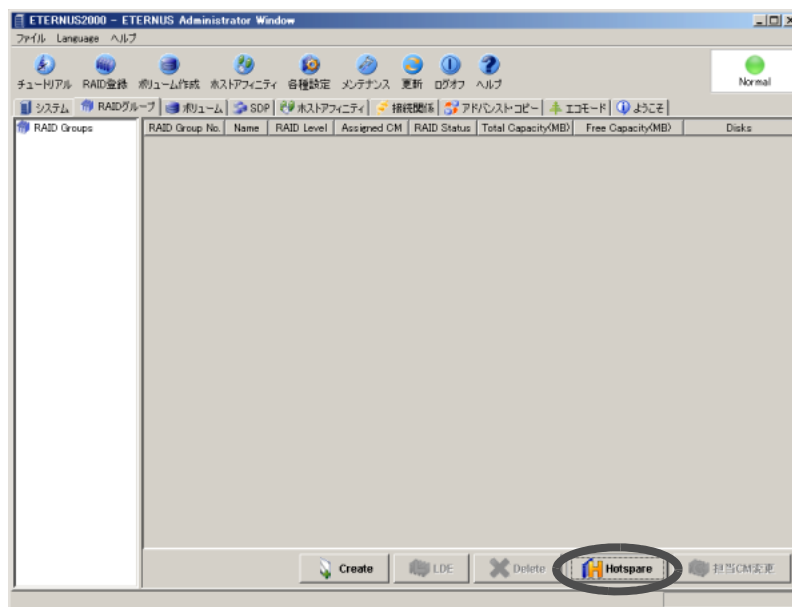 ETERNUS2000 - ETERNUS Administrator Window
ファイル Language ヘルプ
チュートリアル RAID登録 ボリューム作成 ホストアフィニティ 各種設定 メンテナンス 更新 ログオフ ヘルプ
Normal
システム RAIDグループ ボリューム SDP ホストアフィニティ 接続関係 アドバンスト・コピー エコモード ようこそ
RAID Groups
RAID Group No. Name RAID Level Assigned CM RAID Status Total Capacity(MB) Free Capacity(MB) Disks
Create LDE Delete Hotspare 担当CM変更